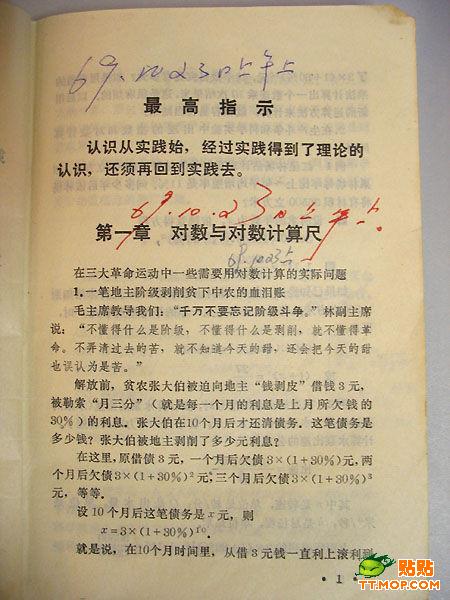 69.10.23日上午上
最高指示
认识从实践始，经过实践得到了理论的
认识，还须再回到实践去。
69.10.23日上午上.
第一章 对数与对数计算尺
69.10.23上
在三大革命运动中一些需要用对数计算的实际问题
1.一笔地主阶级剥削贫下中农的血泪账
毛主席教导我们：“千万不要忘记阶级斗争。”林副主席
说：“不懂得什么是阶级，不懂得什么是剥削，就不懂得革
命。不弄清过去的苦，就不知道今天的甜，还会把今天的甜
也误认为是苦。”
解放前，贫农张大伯被迫向地主“钱剥皮”借钱3元，
被勒索“月三分”（就是每一个月的利息是上月所欠钱的
30%）的利息。张大伯在10个月后才还清债务。这笔债务是
多少钱？张大伯被地主剥削了多少元利息？
在这里，原借债3元，一个月后欠债3×(1+30%)元，两
个月后欠债3×(1+30%)²元，三个月后欠债3×(1+30%)³
元，等等。
设10个月后这笔债务是x元，则
x=3×(1+30%)¹⁰.
就是说，在10个月时间里，从借3元钱一直利上滚利到
·1·
贴贴
TT.MOP.COM